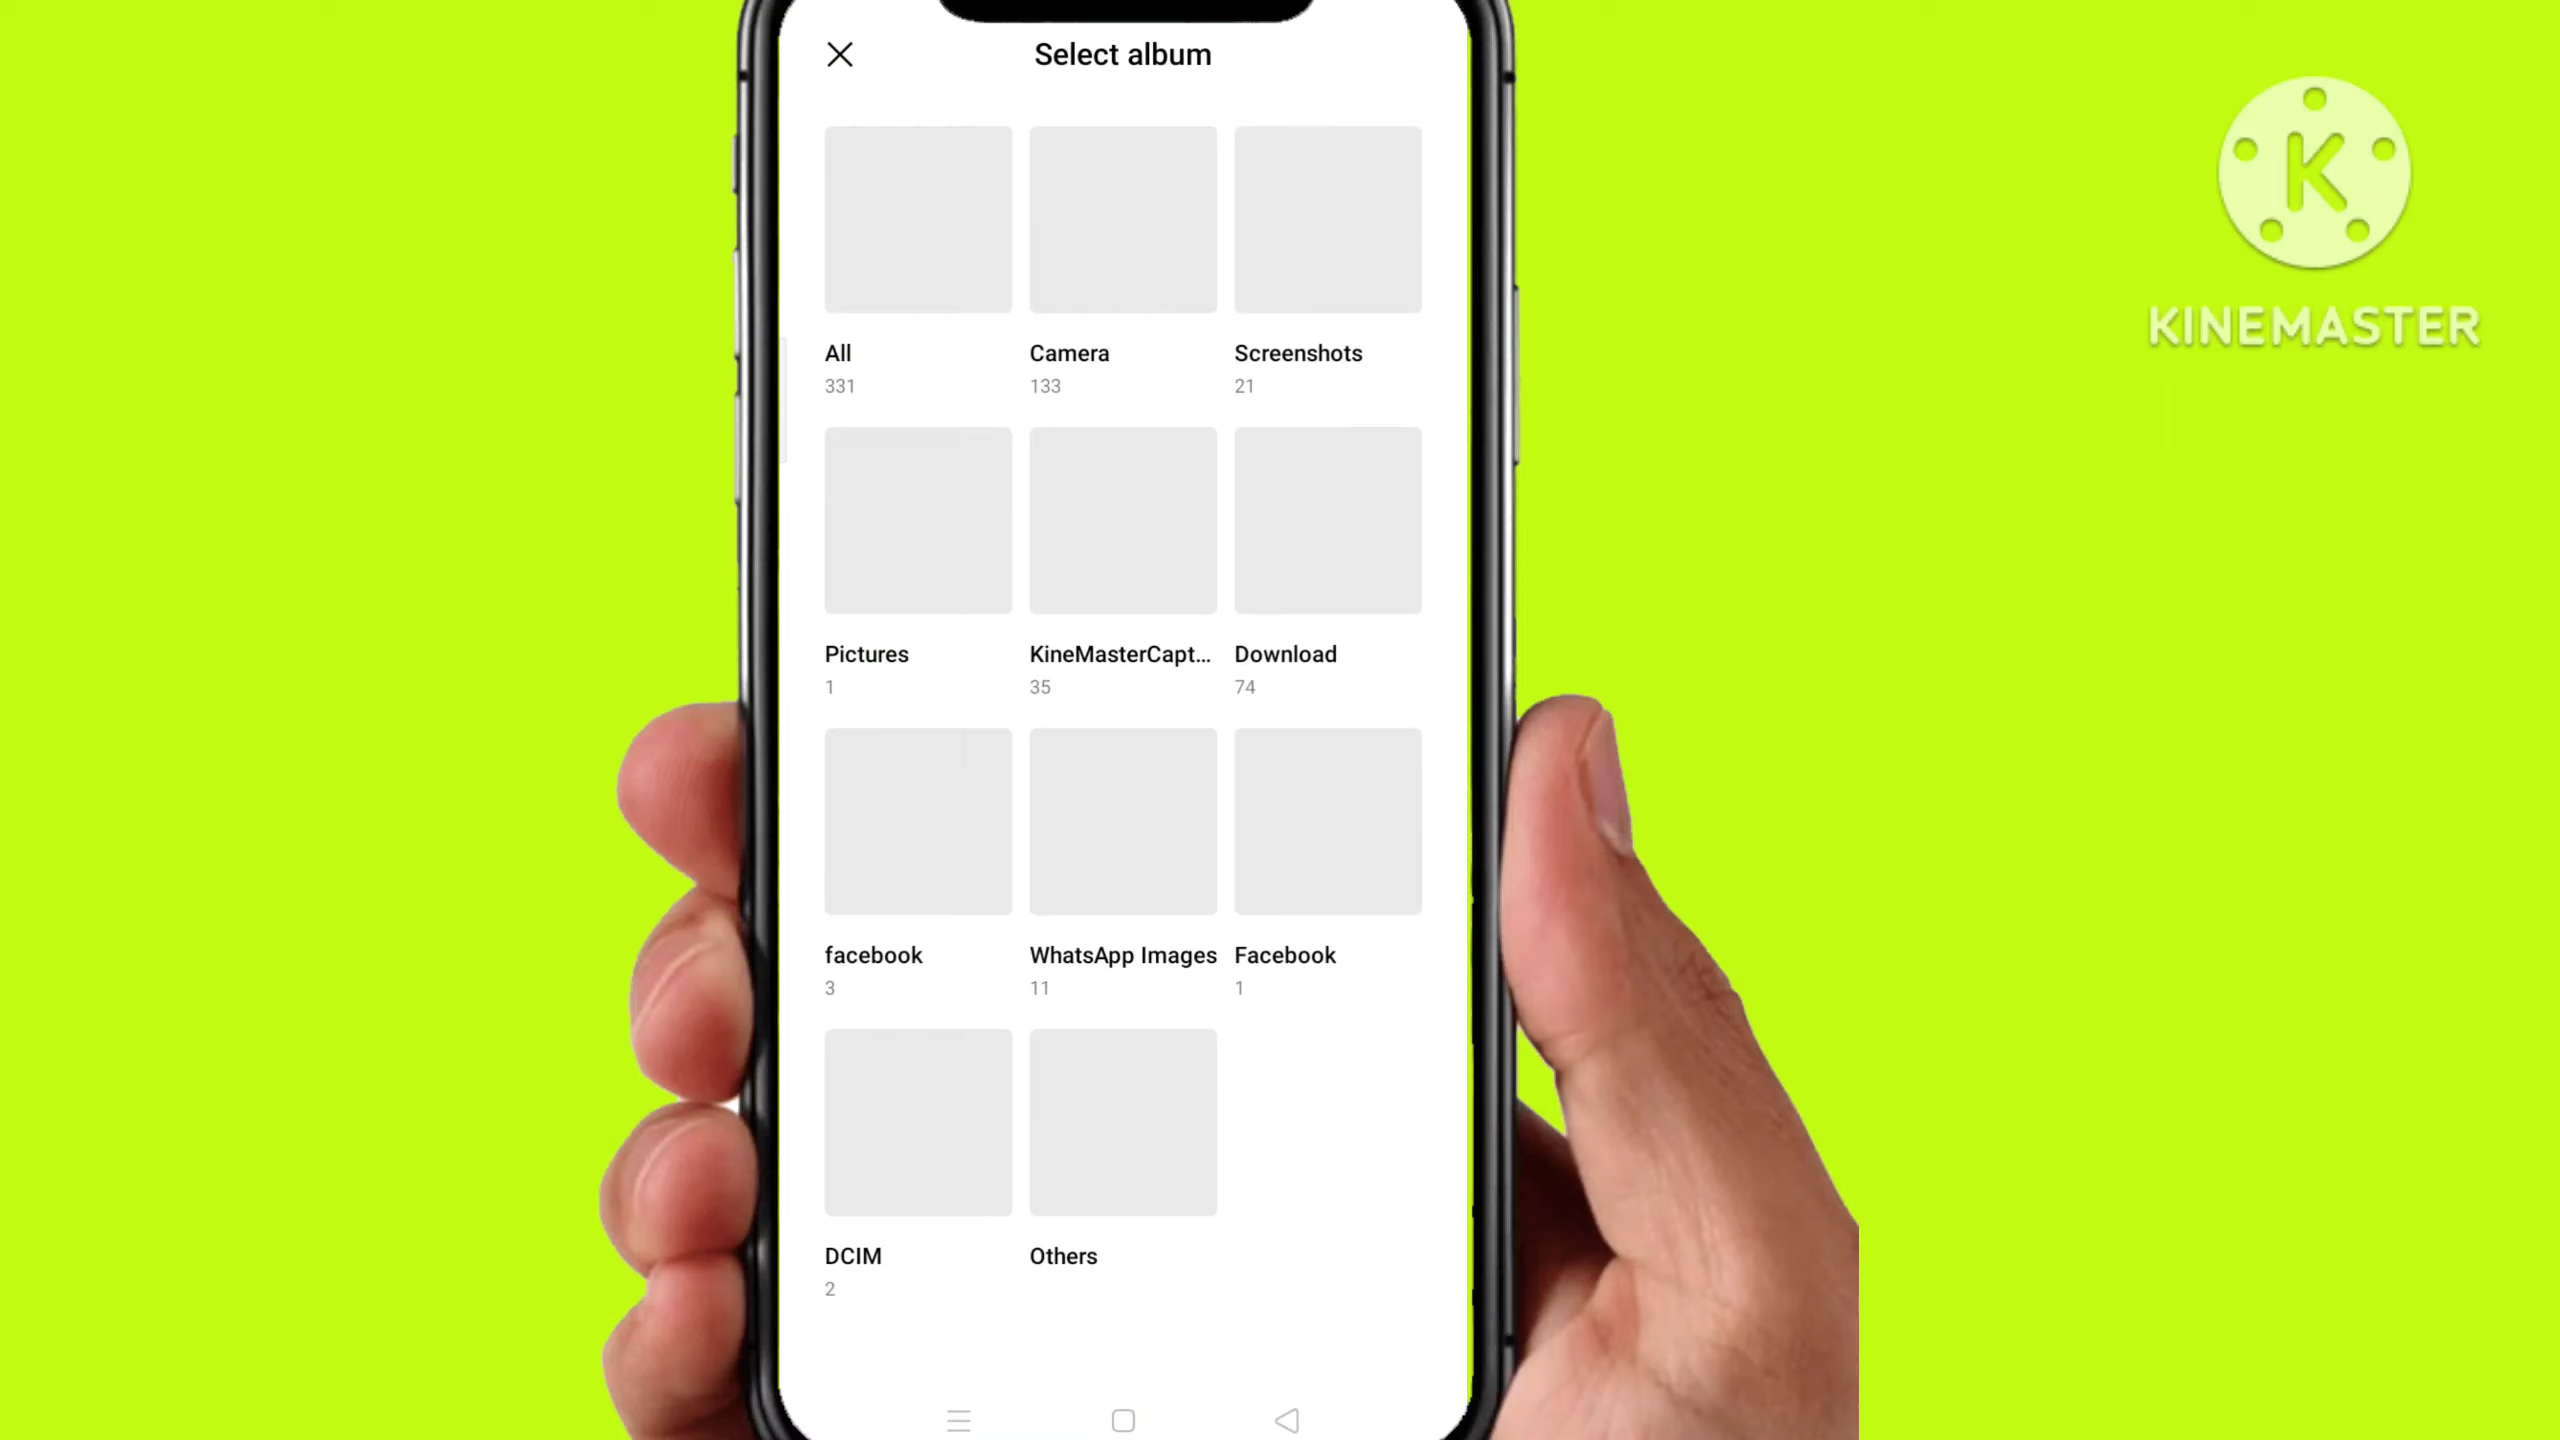 Select album
K
KINEMASTER
All
331
Camera
133
Screenshots
21
Pictures
1
KineMasterCapt...
35
Download
74
facebook
3
WhatsApp Images
11
Facebook
1
DCIM
2
Others